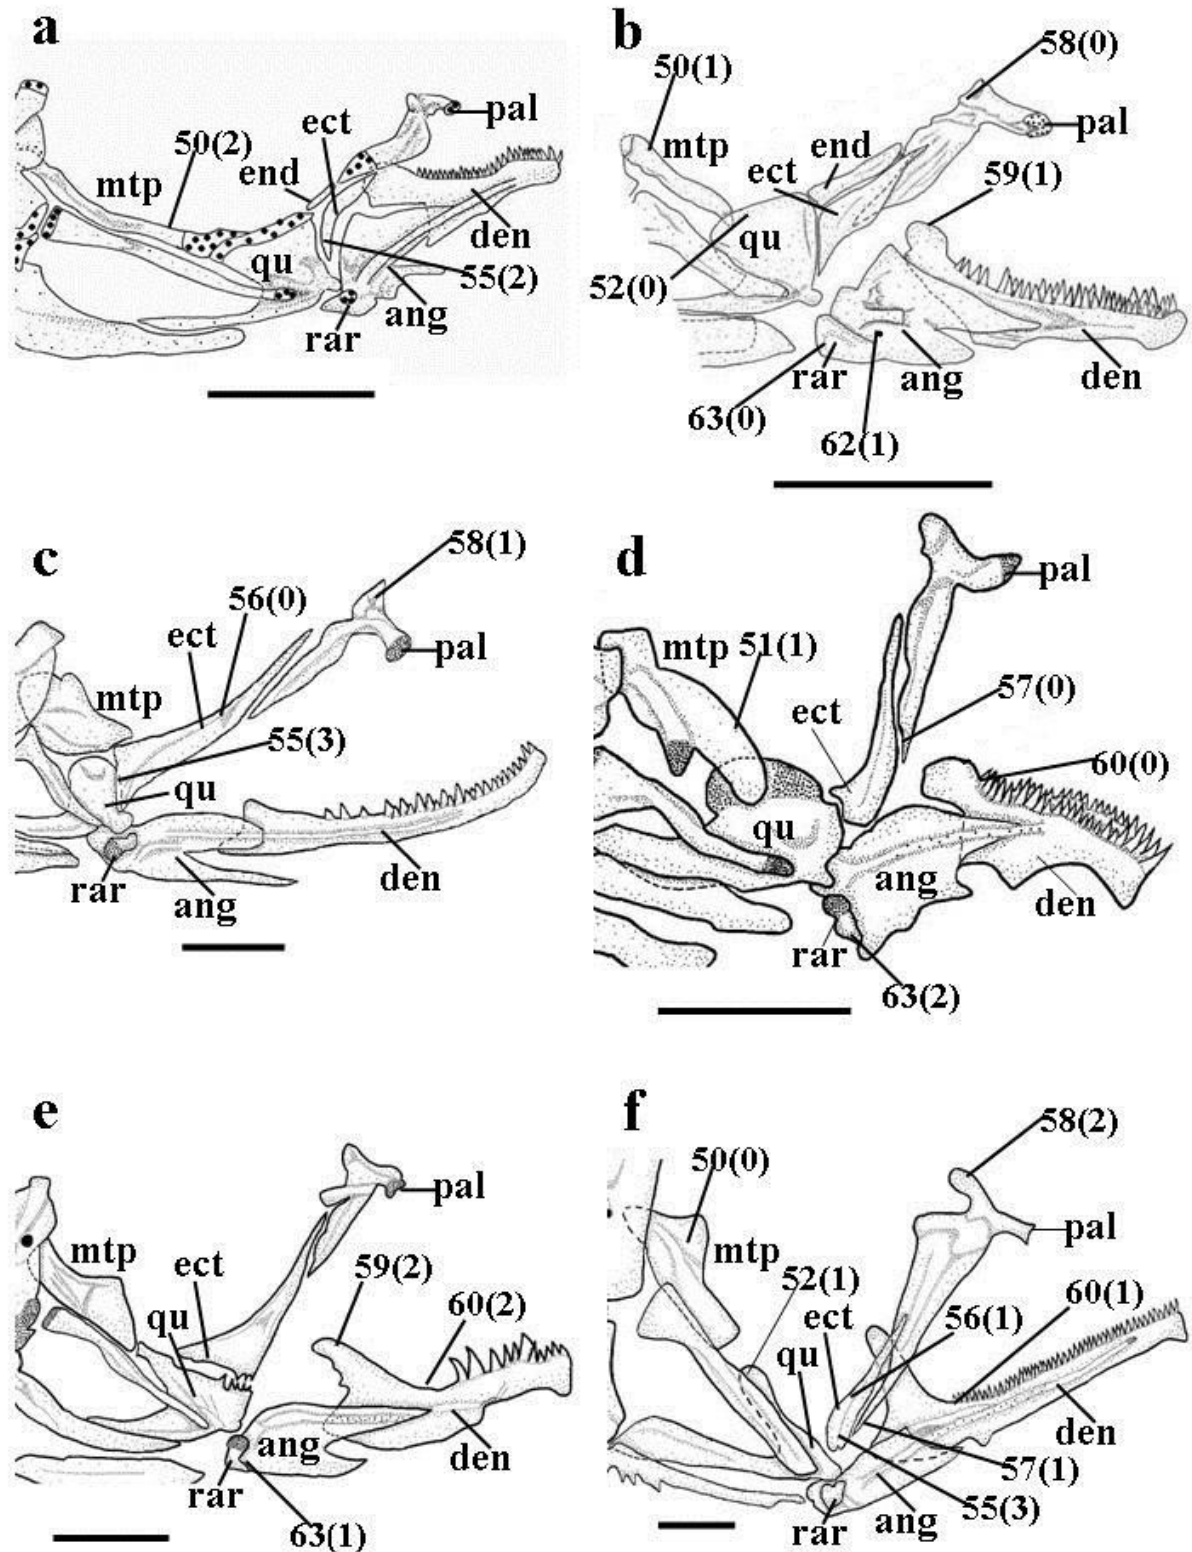 a
50(2)
mtp
end
ect
pal
qu
den
55(2)
ang
rar
b
50(1)
mtp
58(0)
pal
end
ect
59(1)
qu
52(0)
rar
ang
den
63(0)
62(1)
c
58(1)
56(0)
ect
pal
mtp
55(3)
qu
rar
ang
den
d
pal
mtp
51(1)
57(0)
ect
60(0)
qu
ang
den
rar
63(2)
e
pal
mtp
ect
59(2)
qu
60(2)
ang
den
rar
63(1)
f
58(2)
50(0)
pal
mtp
52(1)
60(1)
ect
56(1)
qu
den
57(1)
55(3)
ang
rar